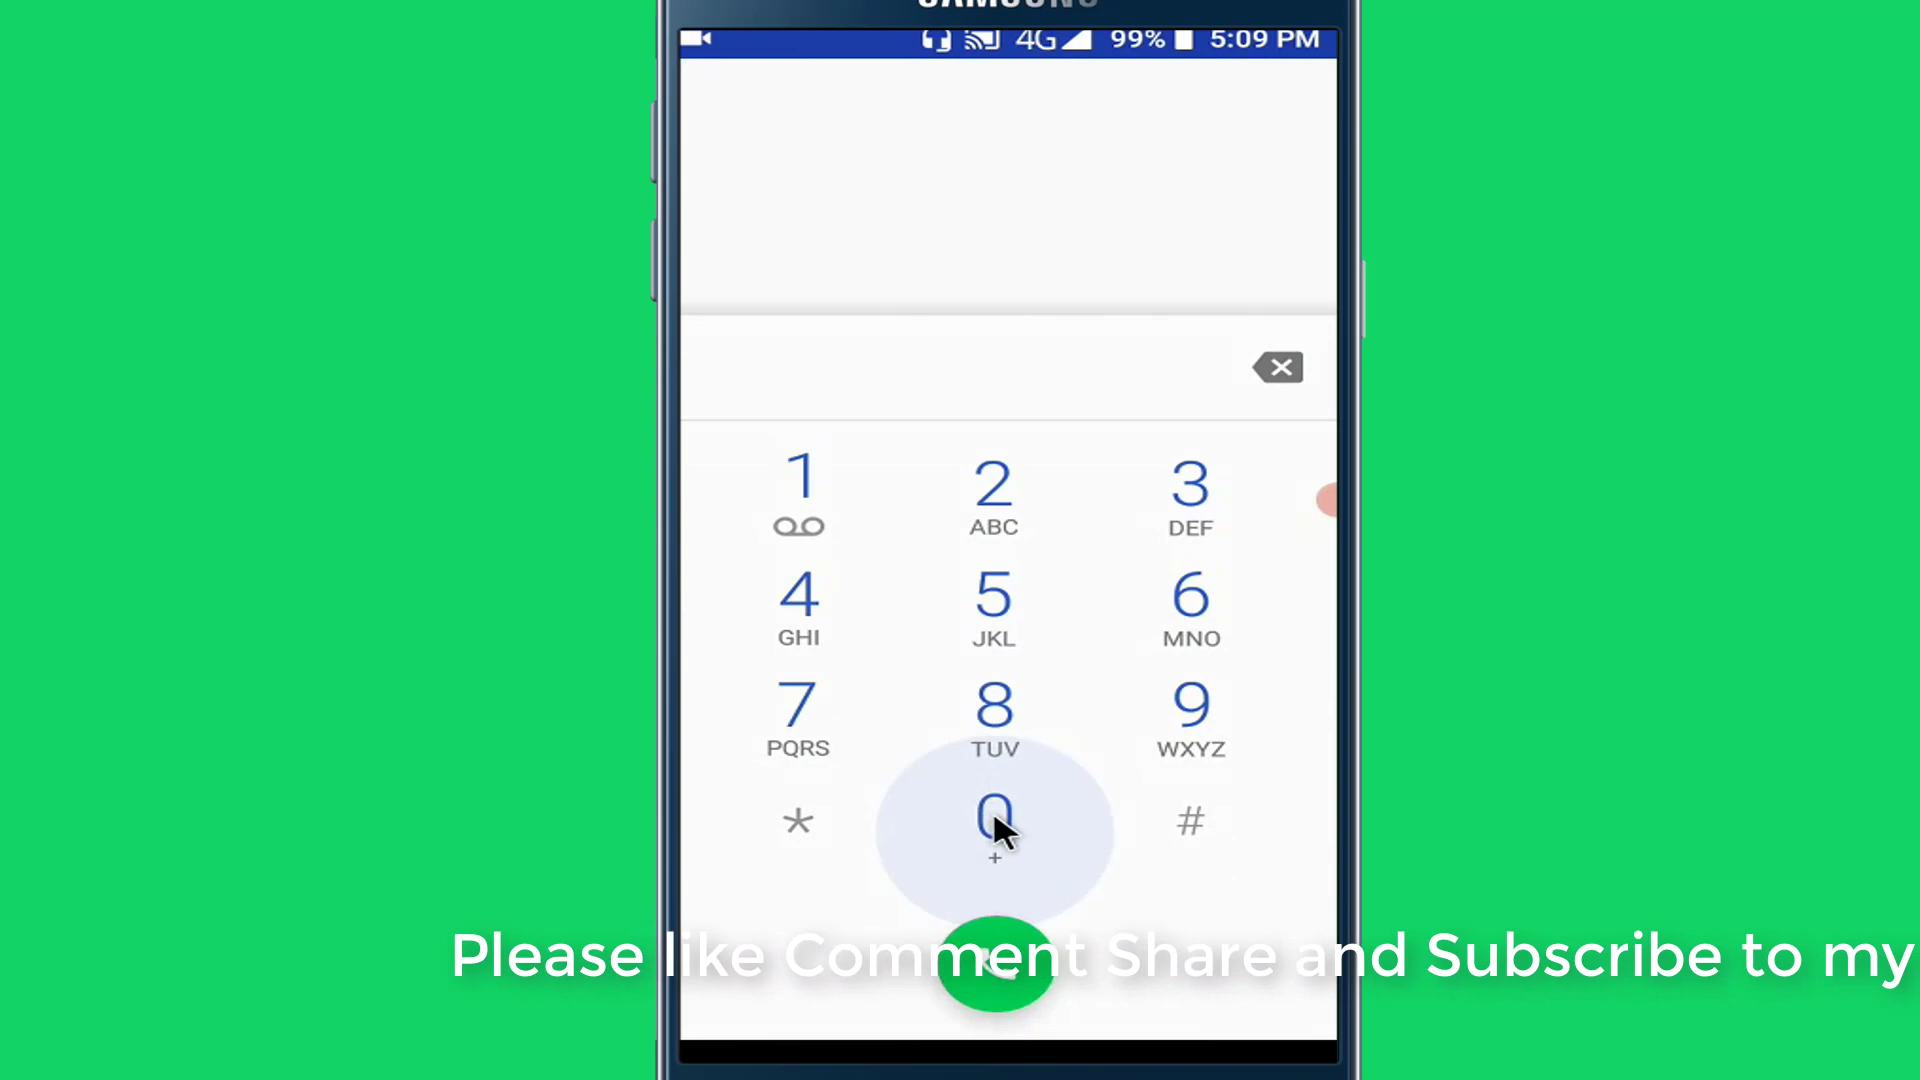 SAMSUNG
4G 99% 5:09 PM
1 2 3
ABC DEF
4 5 6
GHI JKL MNO
7 8 9
PQRS TUV WXYZ
* 0 #
+
Please like Comment Share and Subscribe to my